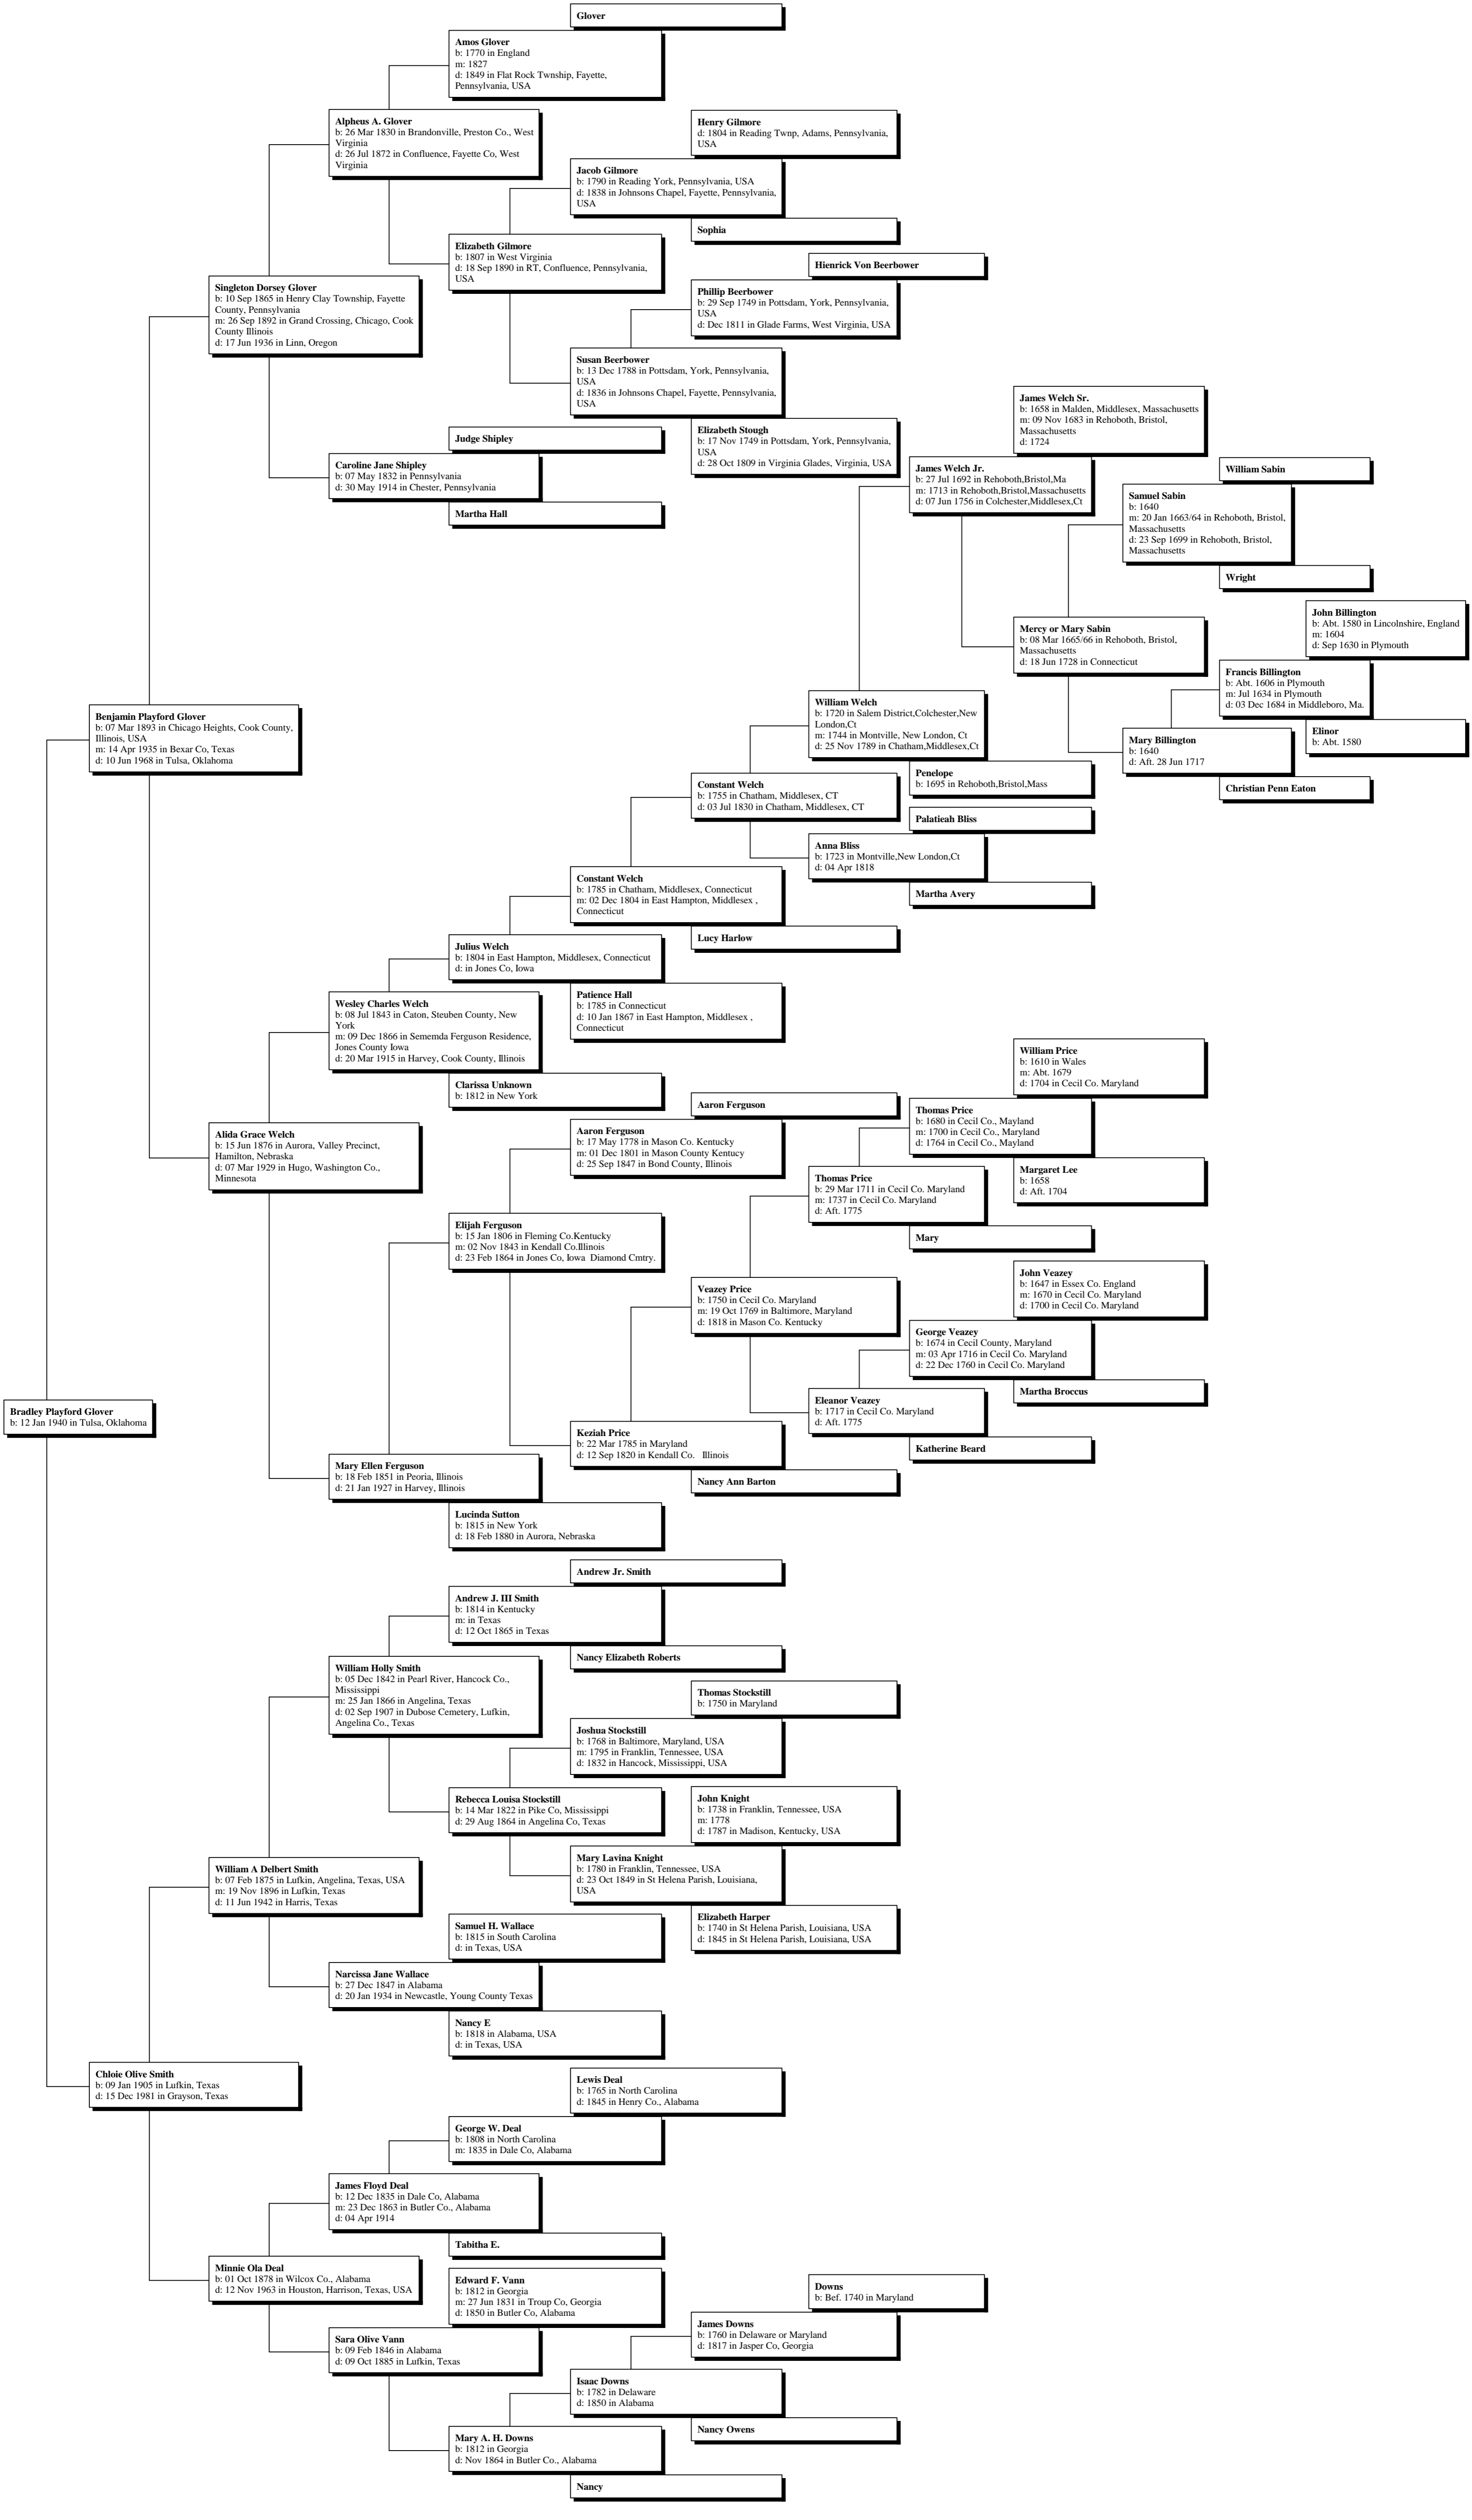 Glover
Amos Glover
b: 1770 in England
m: 1827
d: 1849 in Flat Rock Twnship, Fayette,
Pennsylvania, USA
Alpheus A. Glover
b: 26 Mar 1830 in Brandonville, Preston Co., West
Virginia
d: 26 Jul 1872 in Confluence, Fayette Co, West
Virginia
Henry Gilmore
d: 1804 in Reading Twnp, Adams, Pennsylvania,
USA
Jacob Gilmore
b: 1790 in Reading York, Pennsylvania, USA
d: 1838 in Johnsons Chapel, Fayette, Pennsylvania,
USA
Sophia
Elizabeth Gilmore
b: 1807 in West Virginia
d: 18 Sep 1890 in RT, Confluence, Pennsylvania,
USA
Hienrick Von Beerbower
Phillip Beerbower
b: 29 Sep 1749 in Pottsdam, York, Pennsylvania,
USA
d: Dec 1811 in Glade Farms, West Virginia, USA
Singleton Dorsey Glover
b: 10 Sep 1865 in Henry Clay Township, Fayette
County, Pennsylvania
m: 26 Sep 1892 in Grand Crossing, Chicago, Cook
County Illinois
d: 17 Jun 1936 in Linn, Oregon
Susan Beerbower
b: 13 Dec 1788 in Pottsdam, York, Pennsylvania,
USA
d: 1836 in Johnsons Chapel, Fayette, Pennsylvania,
USA
Elizabeth Stough
b: 17 Nov 1749 in Pottsdam, York, Pennsylvania,
USA
d: 28 Oct 1809 in Virginia Glades, Virginia, USA
Judge Shipley
Caroline Jane Shipley
b: 07 May 1832 in Pennsylvania
d: 30 May 1914 in Chester, Pennsylvania
Martha Hall
James Welch Sr.
b: 1658 in Malden, Middlesex, Massachusetts
m: 09 Nov 1683 in Rehoboth, Bristol,
Massachusetts
d: 1724
James Welch Jr.
b: 27 Jul 1692 in Rehoboth,Bristol,Ma
m: 1713 in Rehoboth,Bristol,Massachusetts
d: 07 Jun 1756 in Colchester,Middlesex,Ct
William Sabin
Samuel Sabin
b: 1640
m: 20 Jan 1663/64 in Rehoboth, Bristol,
Massachusetts
d: 23 Sep 1699 in Rehoboth, Bristol,
Massachusetts
Wright
Mercy or Mary Sabin
b: 08 Mar 1665/66 in Rehoboth, Bristol,
Massachusetts
d: 18 Jun 1728 in Connecticut
John Billington
b: Abt. 1580 in Lincolnshire, England
m: 1604
d: Sep 1630 in Plymouth
Francis Billington
b: Abt. 1606 in Plymouth
m: Jul 1634 in Plymouth
d: 03 Dec 1684 in Middleboro, Ma.
Elinor
b: Abt. 1580
Mary Billington
b: 1640
d: Aft. 28 Jun 1717
Christian Penn Eaton
Benjamin Playford Glover
b: 07 Mar 1893 in Chicago Heights, Cook County,
Illinois, USA
m: 14 Apr 1935 in Bexar Co, Texas
d: 10 Jun 1968 in Tulsa, Oklahoma
William Welch
b: 1720 in Salem District,Colchester,New
London,Ct
m: 1744 in Montville, New London, Ct
d: 25 Nov 1789 in Chatham,Middlesex,Ct
Penelope
b: 1695 in Rehoboth,Bristol,Mass
Constant Welch
b: 1755 in Chatham, Middlesex, CT
d: 03 Jul 1830 in Chatham, Middlesex, CT
Palatieah Bliss
Anna Bliss
b: 1723 in Montville,New London,Ct
d: 04 Apr 1818
Martha Avery
Constant Welch
b: 1785 in Chatham, Middlesex, Connecticut
m: 02 Dec 1804 in East Hampton, Middlesex ,
Connecticut
Lucy Harlow
Julius Welch
b: 1804 in East Hampton, Middlesex, Connecticut
d: in Jones Co, Iowa
Patience Hall
b: 1785 in Connecticut
d: 10 Jan 1867 in East Hampton, Middlesex ,
Connecticut
Wesley Charles Welch
b: 08 Jul 1843 in Caton, Steuben County, New
York
m: 09 Dec 1866 in Sememda Ferguson Residence,
Jones County Iowa
d: 20 Mar 1915 in Harvey, Cook County, Illinois
Clarissa Unknown
b: 1812 in New York
Alida Grace Welch
b: 15 Jun 1876 in Aurora, Valley Precinct,
Hamilton, Nebraska
d: 07 Mar 1929 in Hugo, Washington Co.,
Minnesota
Aaron Ferguson
Aaron Ferguson
b: 17 May 1778 in Mason Co. Kentucky
m: 01 Dec 1801 in Mason County Kentucy
d: 25 Sep 1847 in Bond County, Illinois
William Price
b: 1610 in Wales
m: Abt. 1679
d: 1704 in Cecil Co. Maryland
Thomas Price
b: 1680 in Cecil Co., Mayland
m: 1700 in Cecil Co., Maryland
d: 1764 in Cecil Co., Mayland
Margaret Lee
b: 1658
d: Aft. 1704
Thomas Price
b: 29 Mar 1711 in Cecil Co. Maryland
m: 1737 in Cecil Co. Maryland
d: Aft. 1775
Mary
Elijah Ferguson
b: 15 Jan 1806 in Fleming Co.Kentucky
m: 02 Nov 1843 in Kendall Co.Illinois
d: 23 Feb 1864 in Jones Co, Iowa Diamond Cmtry.
Veazey Price
b: 1750 in Cecil Co. Maryland
m: 19 Oct 1769 in Baltimore, Maryland
d: 1818 in Mason Co. Kentucky
John Veazey
b: 1647 in Essex Co. England
m: 1670 in Cecil Co. Maryland
d: 1700 in Cecil Co. Maryland
George Veazey
b: 1674 in Cecil County, Maryland
m: 03 Apr 1716 in Cecil Co. Maryland
d: 22 Dec 1760 in Cecil Co. Maryland
Martha Broccus
Eleanor Veazey
b: 1717 in Cecil Co. Maryland
d: Aft. 1775
Katherine Beard
Bradley Playford Glover
b: 12 Jan 1940 in Tulsa, Oklahoma
Keziah Price
b: 22 Mar 1785 in Maryland
d: 12 Sep 1820 in Kendall Co. Illinois
Nancy Ann Barton
Mary Ellen Ferguson
b: 18 Feb 1851 in Peoria, Illinois
d: 21 Jan 1927 in Harvey, Illinois
Lucinda Sutton
b: 1815 in New York
d: 18 Feb 1880 in Aurora, Nebraska
Andrew Jr. Smith
Andrew J. III Smith
b: 1814 in Kentucky
m: in Texas
d: 12 Oct 1865 in Texas
Nancy Elizabeth Roberts
William Holly Smith
b: 05 Dec 1842 in Pearl River, Hancock Co.,
Mississippi
m: 25 Jan 1866 in Angelina, Texas
d: 02 Sep 1907 in Dubose Cemetery, Lufkin,
Angelina Co., Texas
Thomas Stockstill
b: 1750 in Maryland
Joshua Stockstill
b: 1768 in Baltimore, Maryland, USA
m: 1795 in Franklin, Tennessee, USA
d: 1832 in Hancock, Mississippi, USA
Rebecca Louisa Stockstill
b: 14 Mar 1822 in Pike Co, Mississippi
d: 29 Aug 1864 in Angelina Co, Texas
John Knight
b: 1738 in Franklin, Tennessee, USA
m: 1778
d: 1787 in Madison, Kentucky, USA
Mary Lavina Knight
b: 1780 in Franklin, Tennessee, USA
d: 23 Oct 1849 in St Helena Parish, Louisiana,
USA
Elizabeth Harper
b: 1740 in St Helena Parish, Louisiana, USA
d: 1845 in St Helena Parish, Louisiana, USA
William A Delbert Smith
b: 07 Feb 1875 in Lufkin, Angelina, Texas, USA
m: 19 Nov 1896 in Lufkin, Texas
d: 11 Jun 1942 in Harris, Texas
Samuel H. Wallace
b: 1815 in South Carolina
d: in Texas, USA
Narcissa Jane Wallace
b: 27 Dec 1847 in Alabama
d: 20 Jan 1934 in Newcastle, Young County Texas
Nancy E
b: 1818 in Alabama, USA
d: in Texas, USA
Chloie Olive Smith
b: 09 Jan 1905 in Lufkin, Texas
d: 15 Dec 1981 in Grayson, Texas
Lewis Deal
b: 1765 in North Carolina
d: 1845 in Henry Co., Alabama
George W. Deal
b: 1808 in North Carolina
m: 1835 in Dale Co, Alabama
James Floyd Deal
b: 12 Dec 1835 in Dale Co, Alabama
m: 23 Dec 1863 in Butler Co., Alabama
d: 04 Apr 1914
Tabitha E.
Minnie Ola Deal
b: 01 Oct 1878 in Wilcox Co., Alabama
d: 12 Nov 1963 in Houston, Harrison, Texas, USA
Edward F. Vann
b: 1812 in Georgia
m: 27 Jun 1831 in Troup Co, Georgia
d: 1850 in Butler Co, Alabama
Sara Olive Vann
b: 09 Feb 1846 in Alabama
d: 09 Oct 1885 in Lufkin, Texas
Downs
b: Bef. 1740 in Maryland
James Downs
b: 1760 in Delaware or Maryland
d: 1817 in Jasper Co, Georgia
Isaac Downs
b: 1782 in Delaware
d: 1850 in Alabama
Nancy Owens
Mary A. H. Downs
b: 1812 in Georgia
d: Nov 1864 in Butler Co., Alabama
Nancy